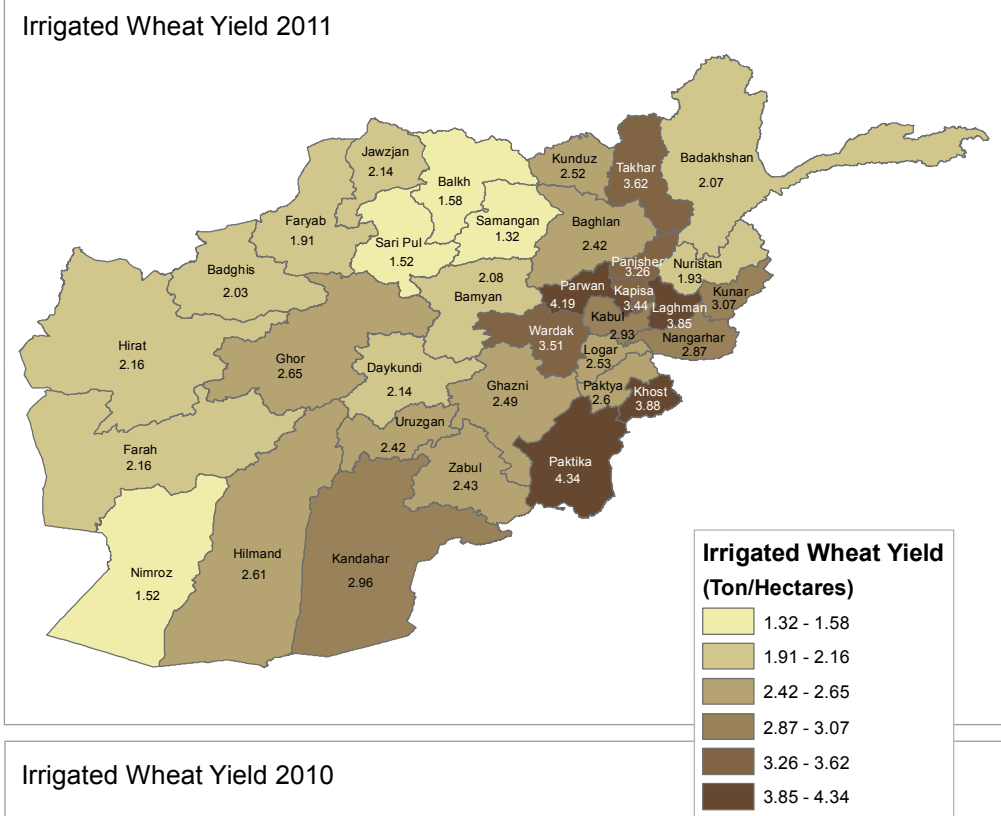 Irrigated Wheat Yield 2011
Jawzjan
2.14
Balkh
1.58
Kunduz
2.52
Takhar
3.62
Badakhshan
2.07
Faryab
1.91
Sari Pul
1.52
Samangan
1.32
Baghlan
2.42
Badghis
2.03
2.08
Bamyan
Panjsher
3.26
Nuristan
1.93
Parwan
4.19
Kapisa
3.44
Kunar
3.07
Laghman
3.85
Kabul
2.93
Nangarhar
2.87
Hirat
2.16
Ghor
2.65
Wardak
3.51
Daykundi
2.14
Logar
2.53
Ghazni
2.49
Paktya
2.6
Khost
3.88
Uruzgan
2.42
Farah
2.16
Zabul
2.43
Paktika
4.34
Nimroz
1.52
Hilmand
2.61
Kandahar
2.96
Irrigated Wheat Yield
(Ton/Hectares)
1.32 - 1.58
1.91 - 2.16
2.42 - 2.65
2.87 - 3.07
3.26 - 3.62
3.85 - 4.34
Irrigated Wheat Yield 2010